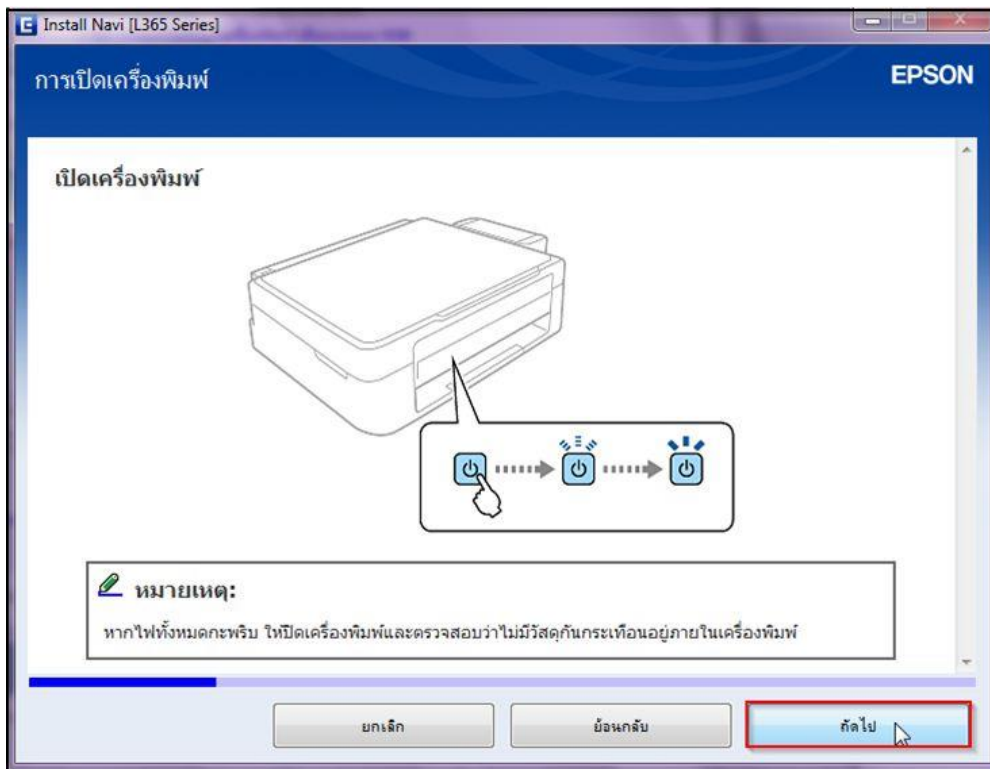 Install Navi [L365 Series]
การเปิดเครื่องพิมพ์
EPSON
เปิดเครื่องพิมพ์
หมายเหตุ:
หากไฟทั้งหมดกะพริบ ให้ปิดเครื่องพิมพ์และตรวจสอบว่าไม่มีวัสดุกันกระเทือนอยู่ภายในเครื่องพิมพ์
ยกเลิก
ย้อนกลับ
ถัดไป